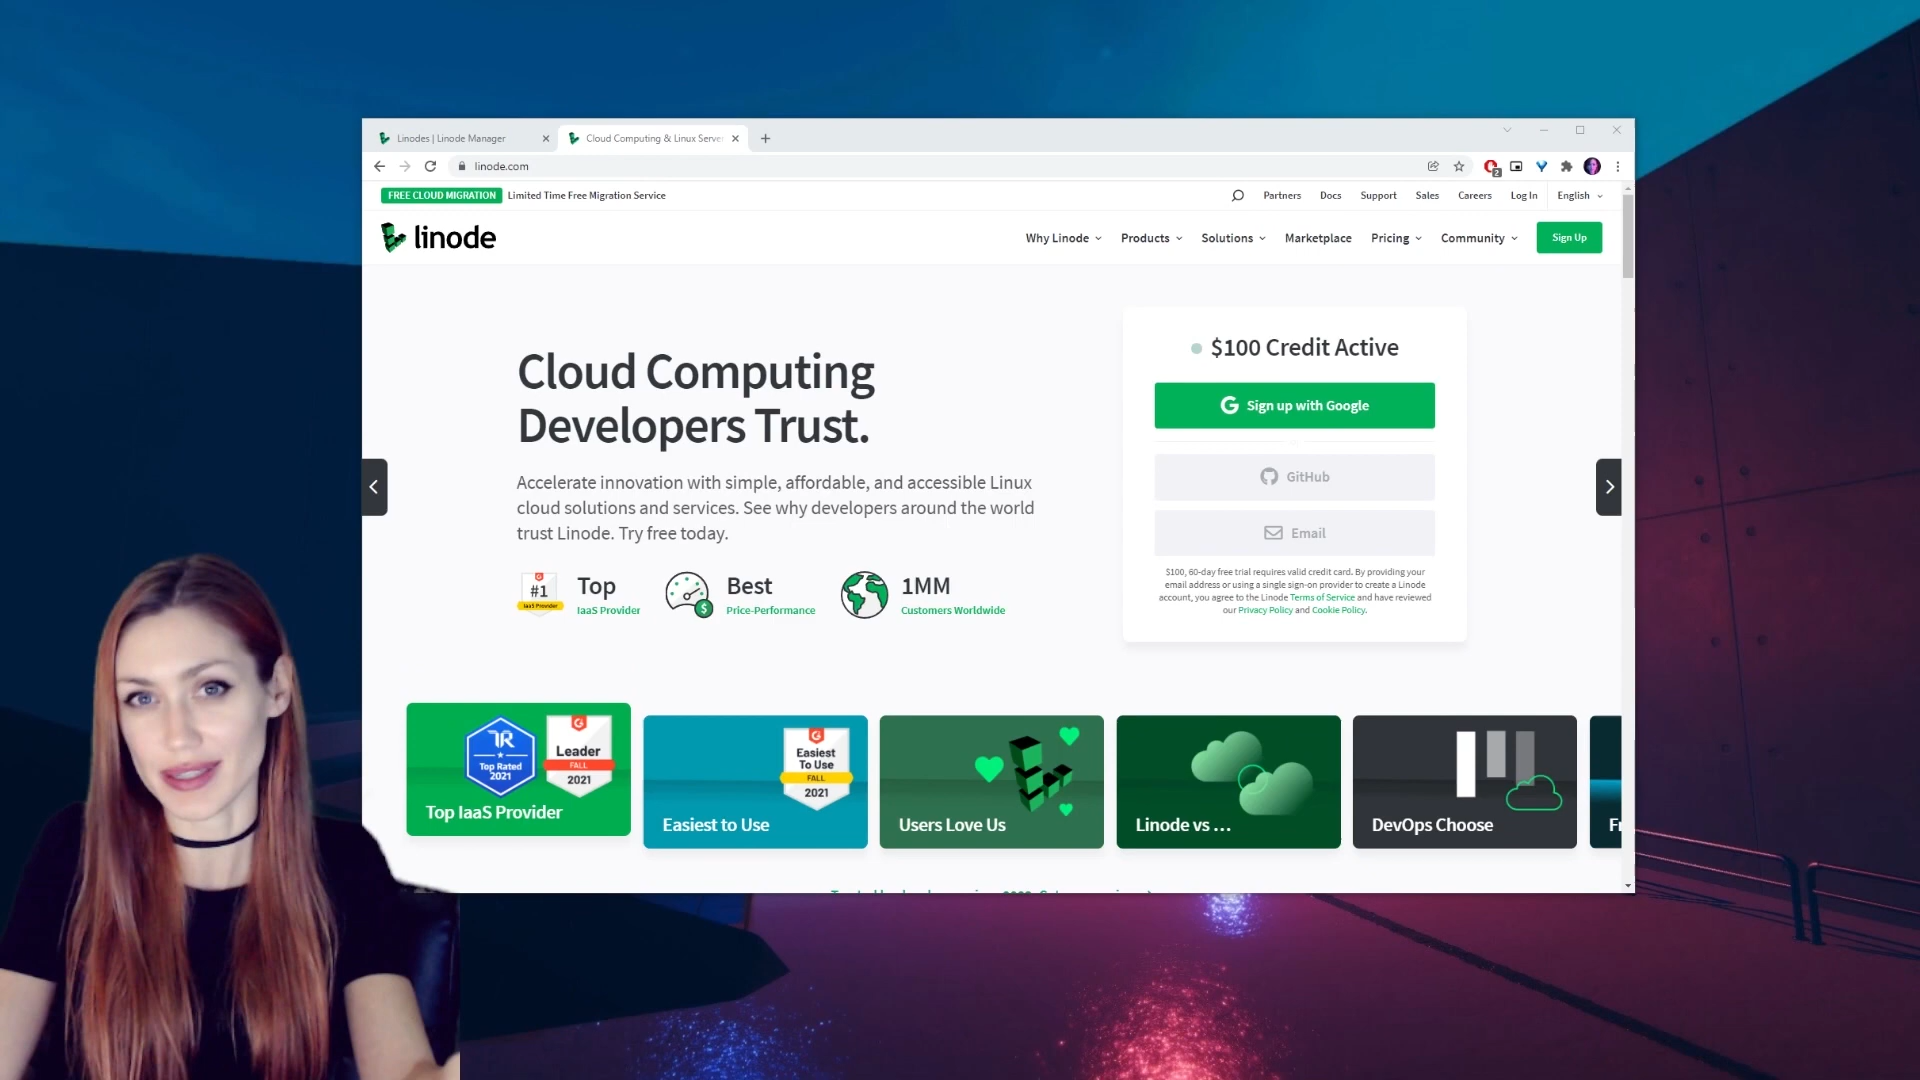 Linodes | Linode Manager
Cloud Computing & Linux Server
linode.com
2
FREE CLOUD MIGRATION Limited Time Free Migration Service
Partners Docs Support Sales Careers Log In English
linode
Why Linode Products Solutions Marketplace Pricing Community Sign Up
$100 Credit Active
Sign up with Google
GitHub
Email
$100, 60-day free trial requires valid credit card. By providing your
email address or using a single sign-on provider to create a Linode
account, you agree to the Linode Terms of Service and have reviewed
our Privacy Policy and Cookie Policy.
Cloud Computing
Developers Trust.
Accelerate innovation with simple, affordable, and accessible Linux
cloud solutions and services. See why developers around the world
trust Linode. Try free today.
#1
IaaS Provider
Top
IaaS Provider
$
Best
Price-Performance
1MM
Customers Worldwide
TR
Top Rated
2021
Leader
FALL
2021
Top IaaS Provider
Easiest
To Use
FALL
2021
Easiest to Use
Users Love Us
Linode vs ...
DevOps Choose